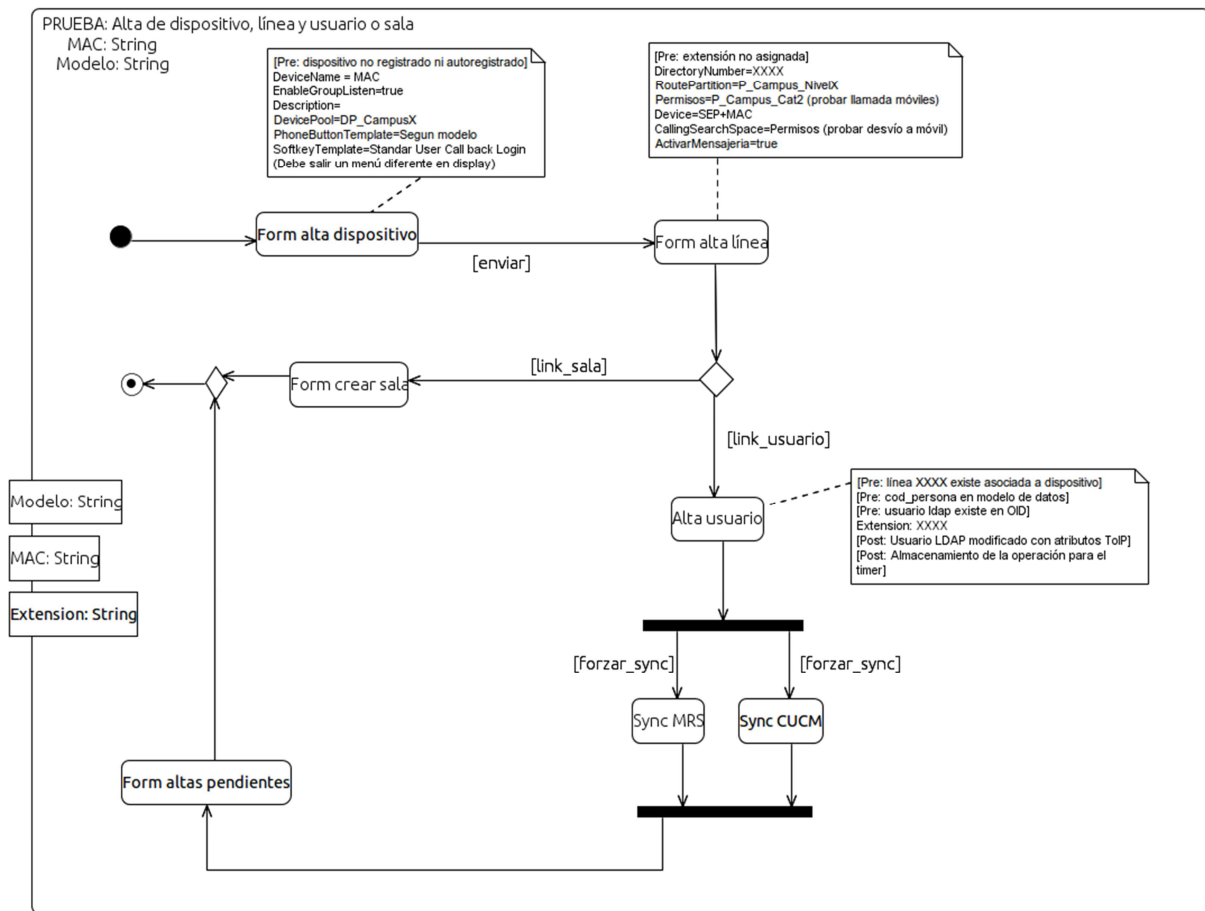 PRUEBA: Alta de dispositivo, línea y usuario o sala
MAC: String
Modelo: String
[Pre: dispositivo no registrado ni autoregistrado]
DeviceName = MAC
EnableGroupListen=true
Description=
DevicePool=DP_CampusX
PhoneButtonTemplate=Segun modelo
SoftkeyTemplate=Standar User Call back Login
(Debe salir un menú diferente en display)
[Pre: extensión no asignada]
DirectoryNumber=XXXX
RoutePartition=P_Campus_NivelX
Permisos=P_Campus_Cat2 (probar llamada móviles)
Device=SEP+MAC
CallingSearchSpace=Permisos (probar desvío a móvil)
ActivarMensajeria=true
Form alta dispositivo
[enviar]
Form alta línea
[link_sala]
Form crear sala
[link_usuario]
Modelo: String
MAC: String
Extension: String
Alta usuario
[Pre: línea XXXX existe asociada a dispositivo]
[Pre: cod_persona en modelo de datos]
[Pre: usuario ldap existe en OID]
Extension: XXXX
[Post: Usuario LDAP modificado con atributos ToIP]
[Post: Almacenamiento de la operación para el
timer]
[forzar_sync]
[forzar_sync]
Sync MRS
Sync CUCM
Form altas pendientes